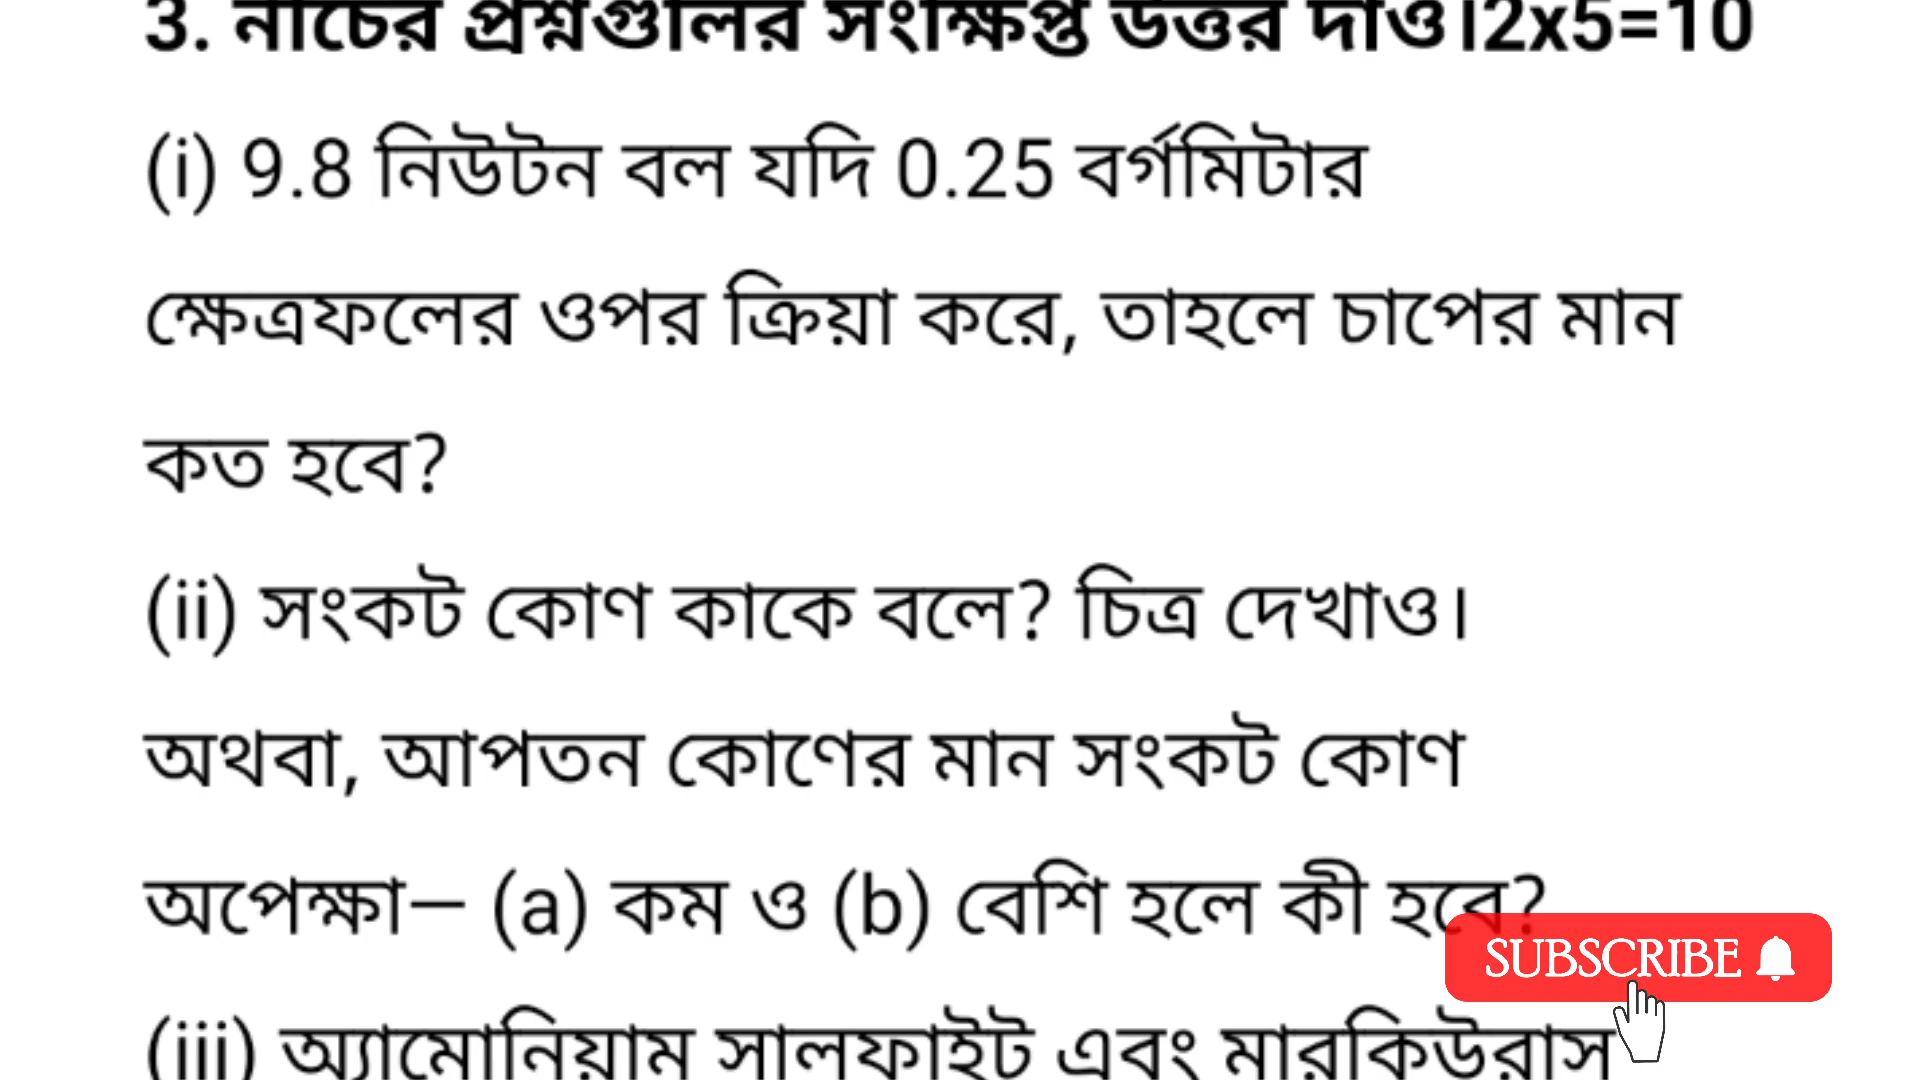 3. নীচের প্রশ্নগুলির সংক্ষিপ্ত উত্তর দাও।2x5=10
(i) 9.8 নিউটন বল যদি 0.25 বর্গমিটার
ক্ষেত্রফলের ওপর ক্রিয়া করে, তাহলে চাপের মান
কত হবে?
(ii) সংকট কোণ কাকে বলে? চিত্র দেখাও।
অথবা, আপতন কোণের মান সংকট কোণ
অপেক্ষা— (a) কম ও (b) বেশি হলে কী হবে?
SUBSCRIBE
(iii) অ্যামোনিয়াম সালফাইট এবং মারকিউরাস